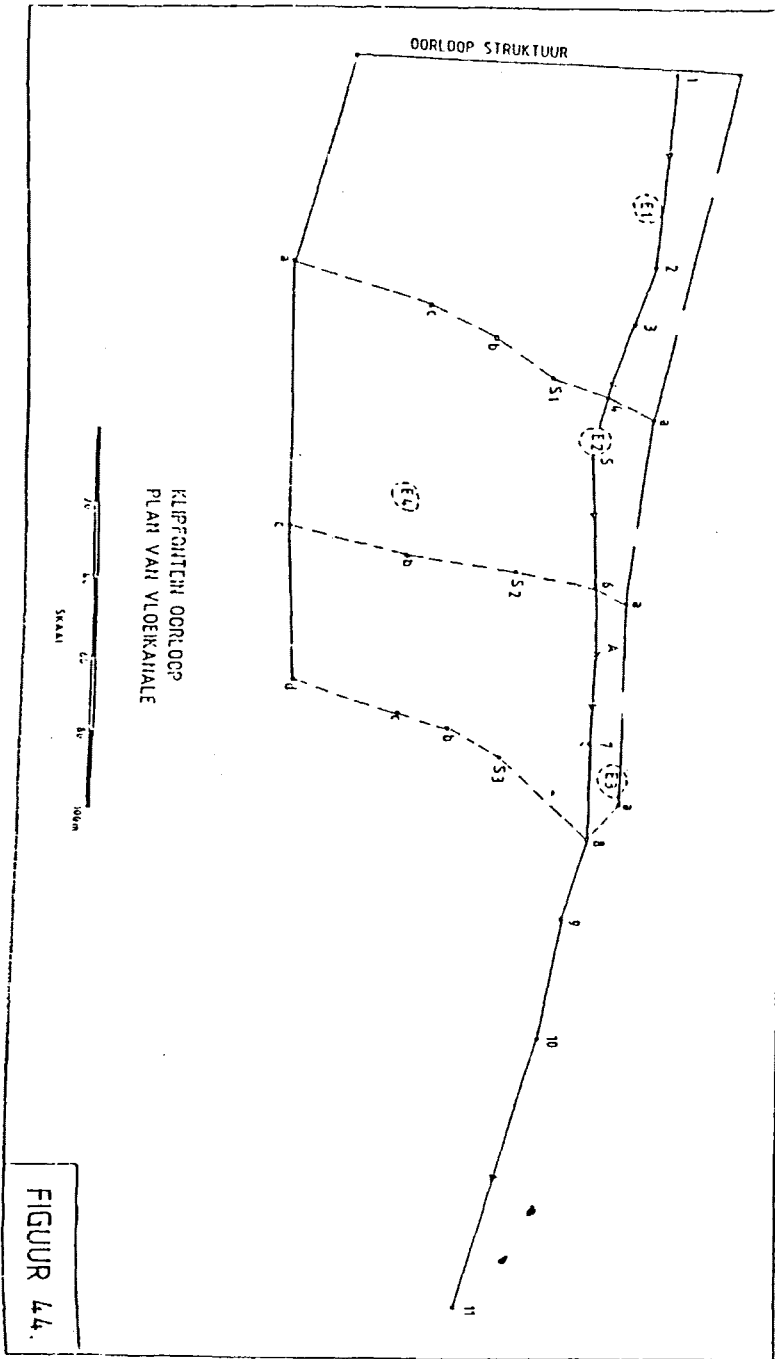 OORLOOP STRUKTUUR
1
E1
2
3
a
c
b
S1
4
a
E2
5
E4
c
b
S2
6
a
A
d
c
b
S3
7
E3
a
8
9
10
11
KLIPFONTEIN OORLOOP
PLAN VAN VLOEIKANALE
20
100m
SKAAL
FIGUUR 44.